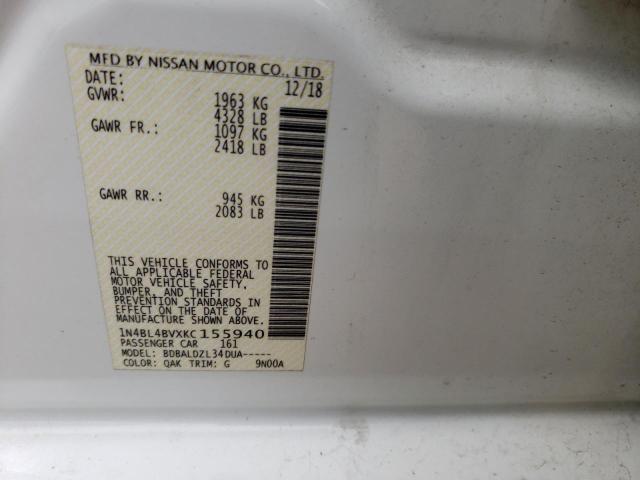 MFD BY NISSAN MOTOR CO., LTD.
DATE: 12/18
GVWR: 1963 KG
4328 LB
GAWR FR.: 1097 KG
2418 LB
GAWR RR.: 945 KG
2083 LB
THIS VEHICLE CONFORMS TO
ALL APPLICABLE FEDERAL
MOTOR VEHICLE SAFETY,
BUMPER, AND THEFT
PREVENTION STANDARDS IN
EFFECT ON THE DATE OF
MANUFACTURE SHOWN ABOVE.
1N4BL4BVXKC155940
PASSENGER CAR 161
MODEL: BDBALDZL34DUA-----
COLOR: QAK TRIM: G 9N00A